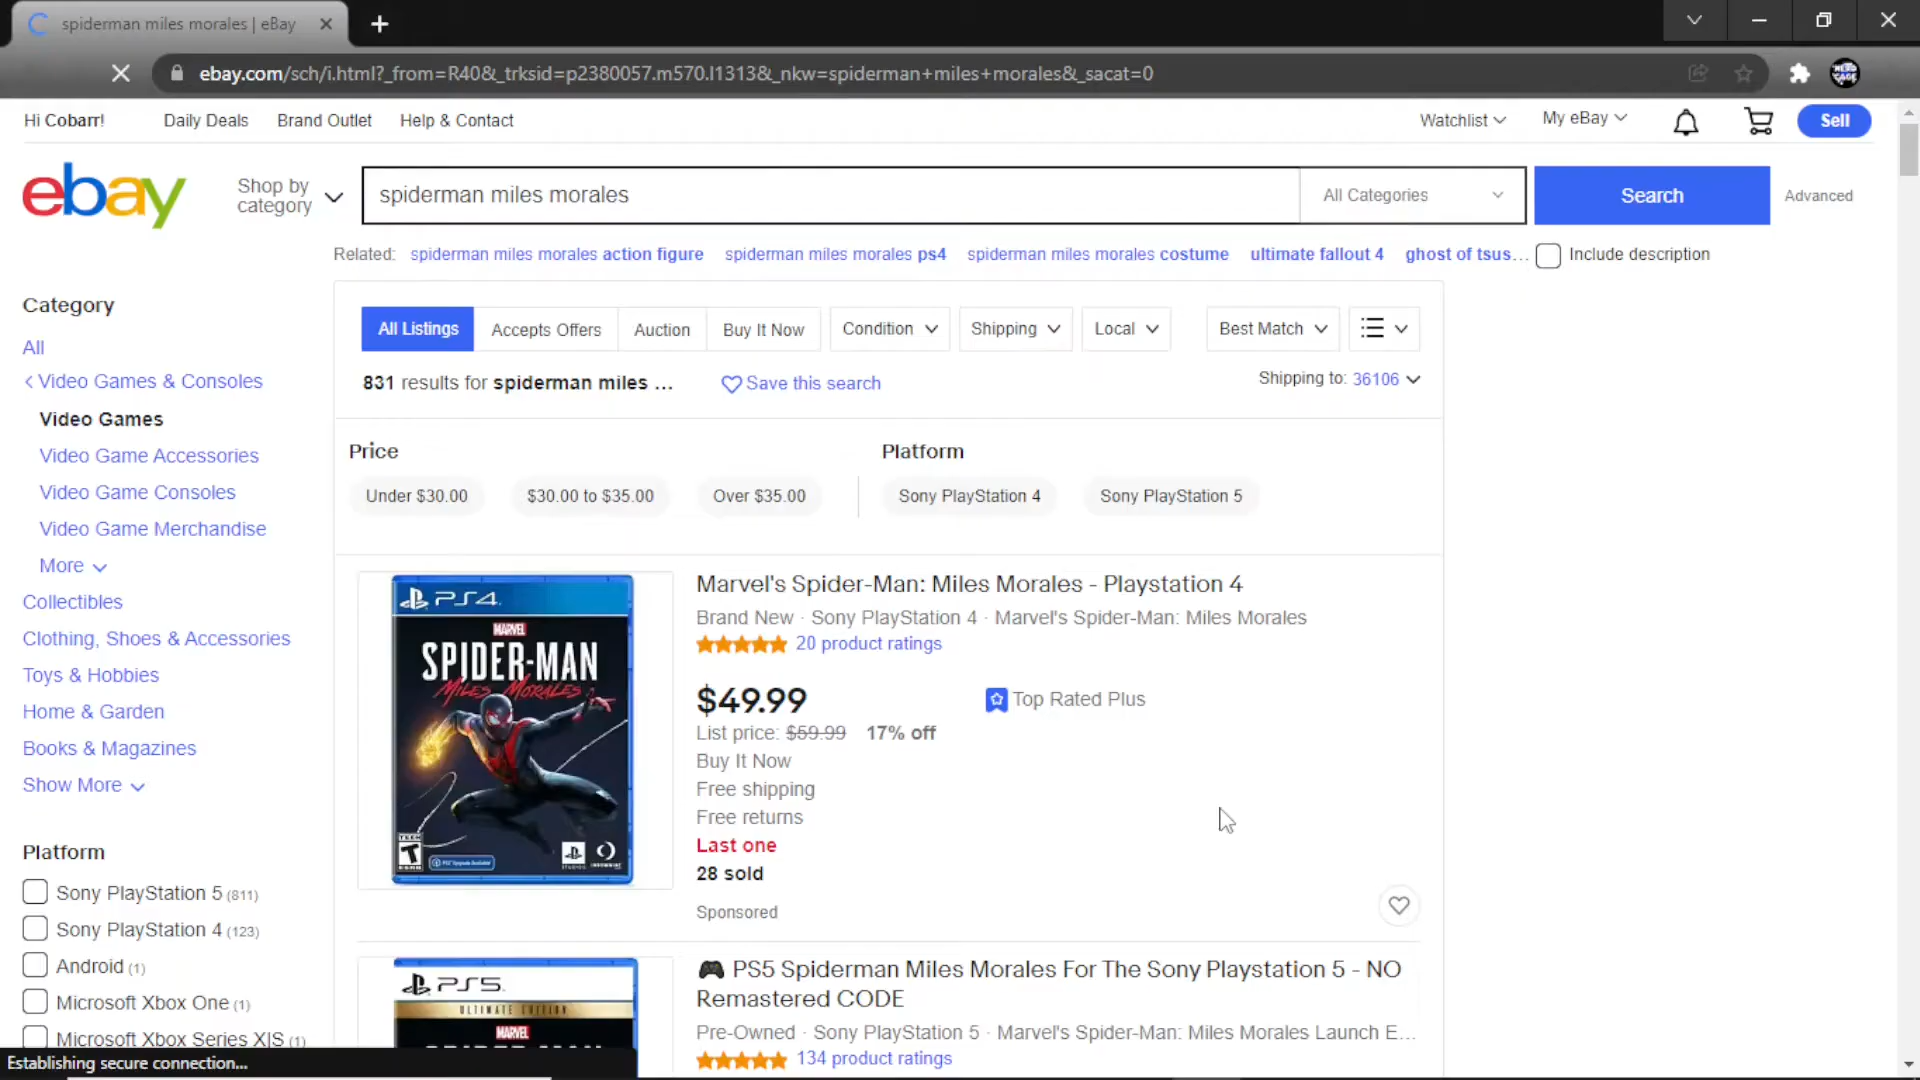 spiderman miles morales | eBay
ebay.com/sch/i.html?_from=R40&_trksid=p2380057.m570.l1313&_nkw=spiderman+miles+morales&_sacat=0
Hi Cobarr!
Daily Deals
Brand Outlet
Help & Contact
Watchlist
My eBay
Sell
ebay
Shop by
category
spiderman miles morales
All Categories
Search
Advanced
Related:
spiderman miles morales action figure
spiderman miles morales ps4
spiderman miles morales costume
ultimate fallout 4
ghost of tsus...
Include description
Category
All
Video Games & Consoles
Video Games
Video Game Accessories
Video Game Consoles
Video Game Merchandise
More
Collectibles
Clothing, Shoes & Accessories
Toys & Hobbies
Home & Garden
Books & Magazines
Show More
Platform
Sony PlayStation 5 (811)
Sony PlayStation 4 (123)
Android (1)
Microsoft Xbox One (1)
Microsoft Xbox Series X|S (1)
All Listings
Accepts Offers
Auction
Buy It Now
Condition
Shipping
Local
Best Match
831 results for spiderman miles ...
Save this search
Shipping to: 36106
Price
Under $30.00
$30.00 to $35.00
Over $35.00
Platform
Sony PlayStation 4
Sony PlayStation 5
PS4
MARVEL
SPIDER-MAN
MILES MORALES
T
Marvel's Spider-Man: Miles Morales - Playstation 4
Brand New · Sony PlayStation 4 · Marvel's Spider-Man: Miles Morales
20 product ratings
$49.99
Top Rated Plus
List price: $59.99 17% off
Buy It Now
Free shipping
Free returns
Last one
28 sold
Sponsored
PS5
ULTIMATE EDITION
MARVEL
PS5 Spiderman Miles Morales For The Sony Playstation 5 - NO
Remastered CODE
Pre-Owned · Sony PlayStation 5 · Marvel's Spider-Man: Miles Morales Launch E...
134 product ratings
Establishing secure connection...